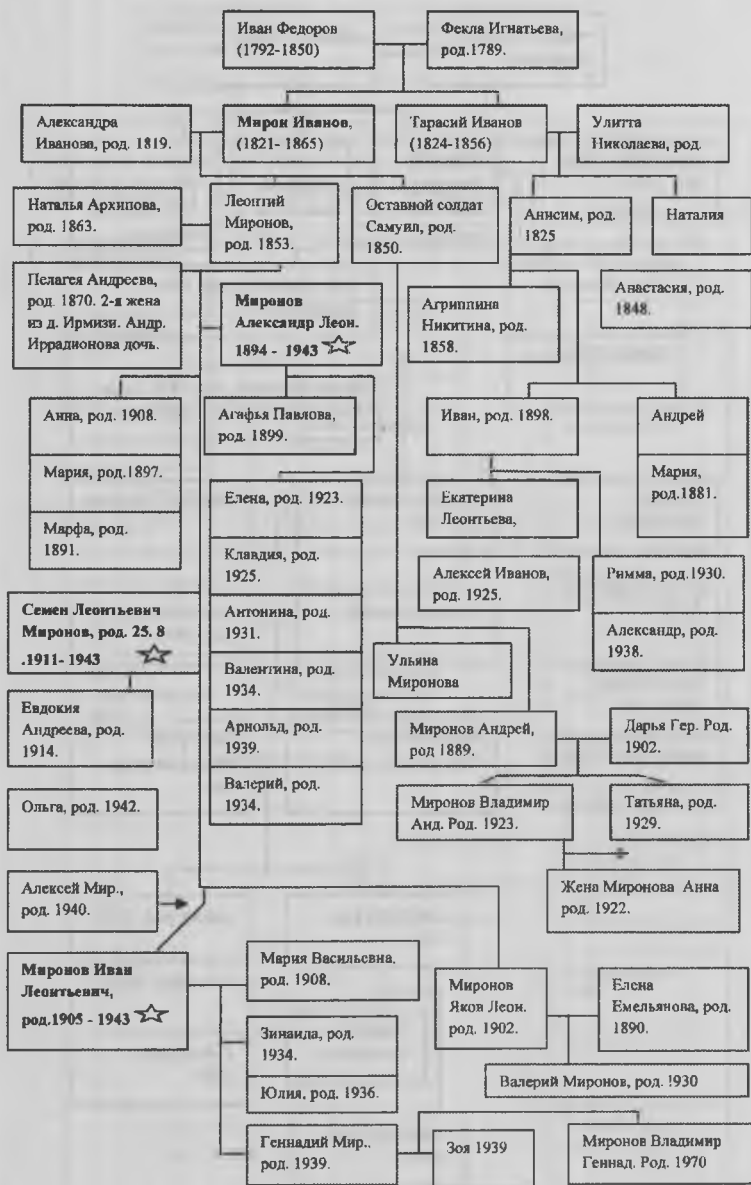 Иван Федоров
(1792-1850)
Фекла Игнатьева,
род.1789.
Александра
Иванова, род. 1819.
Мирон Иванов,
(1821- 1865)
Тарасий Иванов
(1824-1856)
Улитта
Николаева, род.
Наталья Архипова,
род. 1863.
Леонтий
Миронов,
род. 1853.
Оставной солдат
Самуил, род.
1850.
Анисим, род.
1825
Наталия
Пелагея Андреева,
род. 1870. 2-я жена
из д. Ирмизи. Андр.
Иррадионова дочь.
Миронов
Александр Леон.
1894 - 1943
Агриппина
Никитина, род.
1858.
Анастасия, род.
1848.
Анна, род. 1908.
Мария, род.1897.
Марфа, род.
1891.
Агафья Павлова,
род. 1899.
Иван, род. 1898.
Андрей
Мария,
род.1881.
Елена, род. 1923.
Клавдия, род.
1925.
Антонина, род.
1931.
Валентина, род.
1934.
Арнольд, род.
1939.
Валерий, род.
1934.
Екатерина
Леонтьева,
Алексей Иванов,
род. 1925.
Римма, род.1930.
Александр, род.
1938.
Семен Леонтьевич
Миронов, род. 25. 8
.1911- 1943
Ульяна
Миронова
Евдокия
Андреева, род.
1914.
Миронов Андрей,
род 1889.
Дарья Гер. Род.
1902.
Ольга, род. 1942.
Миронов Владимир
Анд. Род. 1923.
Татьяна, род.
1929.
Алексей Мир.,
род. 1940.
Жена Миронова Анна
род. 1922.
Миронов Иван
Леонтьевич,
род.1905 - 1943
Мария Васильевна,
род. 1908.
Миронов
Яков Леон.
род. 1902.
Елена
Емельянова, род.
1890.
Зинаида, род.
1934.
Юлия, род. 1936.
Валерий Миронов, род. 1930
Геннадий Мир.,
род. 1939.
Зоя 1939
Миронов Владимир
Геннад. Род. 1970